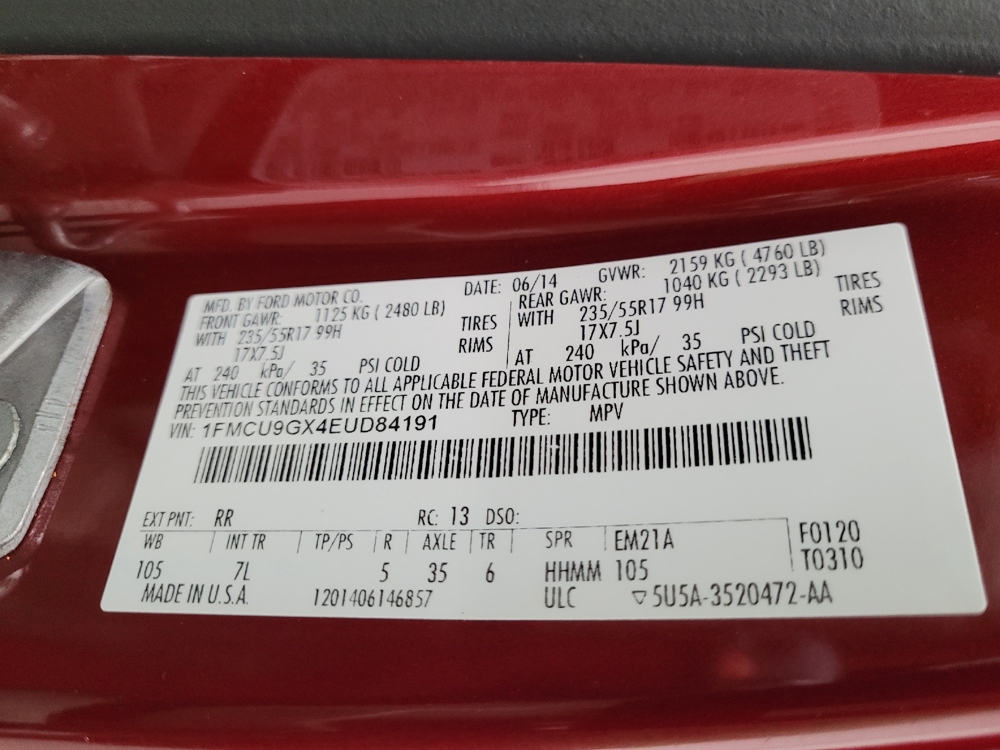 MFD. BY FORD MOTOR CO. DATE: 06/14 GVWR: 2159 KG ( 4760 LB)
FRONT GAWR: 1125 KG ( 2480 LB) REAR GAWR: 1040 KG ( 2293 LB)
WITH 235/55R17 99H TIRES WITH 235/55R17 99H TIRES
17X7.5J RIMS 17X7.5J RIMS
AT 240 kPa/ 35 PSI COLD AT 240 kPa/ 35 PSI COLD
THIS VEHICLE CONFORMS TO ALL APPLICABLE FEDERAL MOTOR VEHICLE SAFETY AND THEFT
PREVENTION STANDARDS IN EFFECT ON THE DATE OF MANUFACTURE SHOWN ABOVE.
VIN: 1FMCU9GX4EUD84191 TYPE: MPV
EXT PNT: RR RC: 13 DSO:
WB INT TR TP/PS R AXLE TR SPR EM21A F0120
105 7L 5 35 6 HHMM 105 T0310
MADE IN U.S.A. 1201406146857 ULC ▽5U5A-3520472-AA